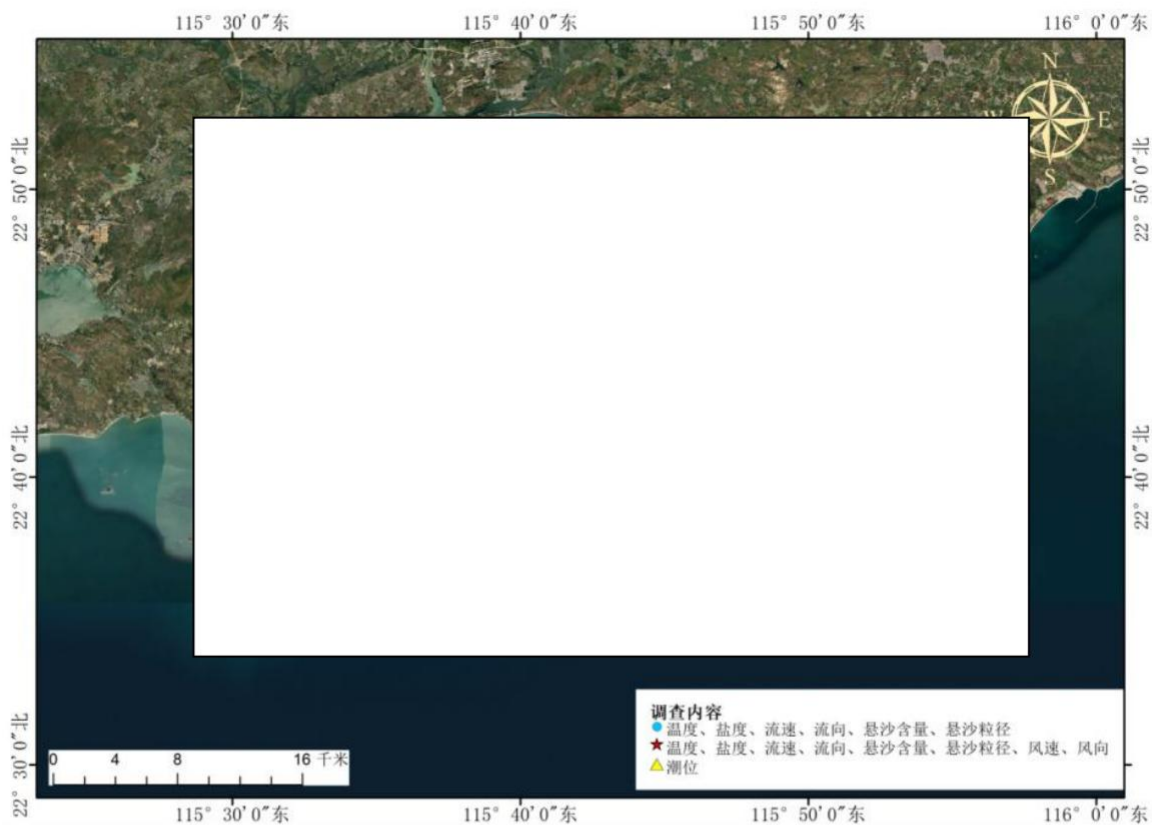 115° 30′0″东 115° 40′0″东 115° 50′0″东 116° 0′0″东
N
W E
S
22° 50′0″北 22° 50′0″北
22° 40′0″北 22° 40′0″北
22° 30′0″北 22° 30′0″北
调查内容
温度、盐度、流速、流向、悬沙含量、悬沙粒径
温度、盐度、流速、流向、悬沙含量、悬沙粒径、风速、风向
潮位
0 4 8 16 千米
115° 30′0″东 115° 40′0″东 115° 50′0″东 116° 0′0″东